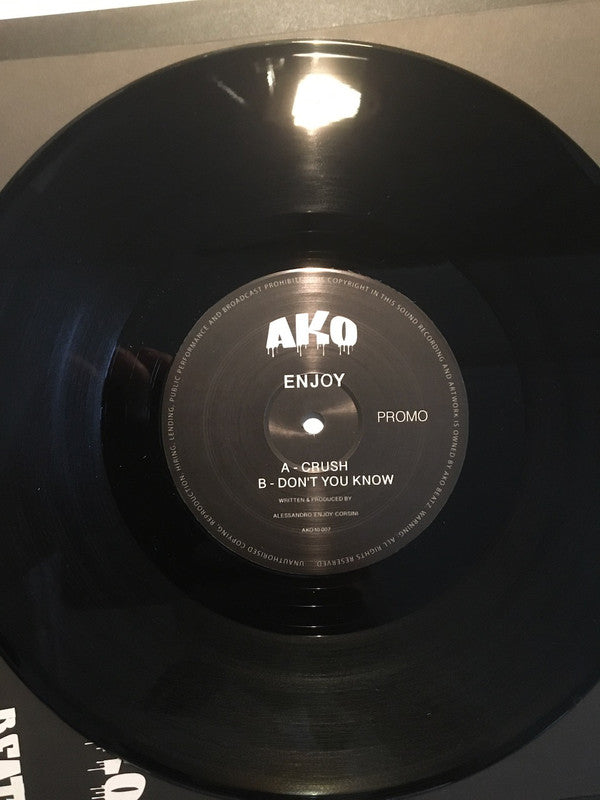 AKO
ENJOY
PROMO
A - CRUSH
B - DON'T YOU KNOW
WRITTEN & PRODUCED BY
ALESSANDRO 'ENJOY' CORSINI
AKO10-007
COPYRIGHT IN THIS SOUND RECORDING AND ARTWORK IS OWNED BY AKO BEATZ. WARNING. ALL RIGHTS RESERVED. UNAUTHORISED COPYING, REPRODUCTION, HIRING, LENDING, PUBLIC PERFORMANCE AND BROADCAST PROHIBITED.